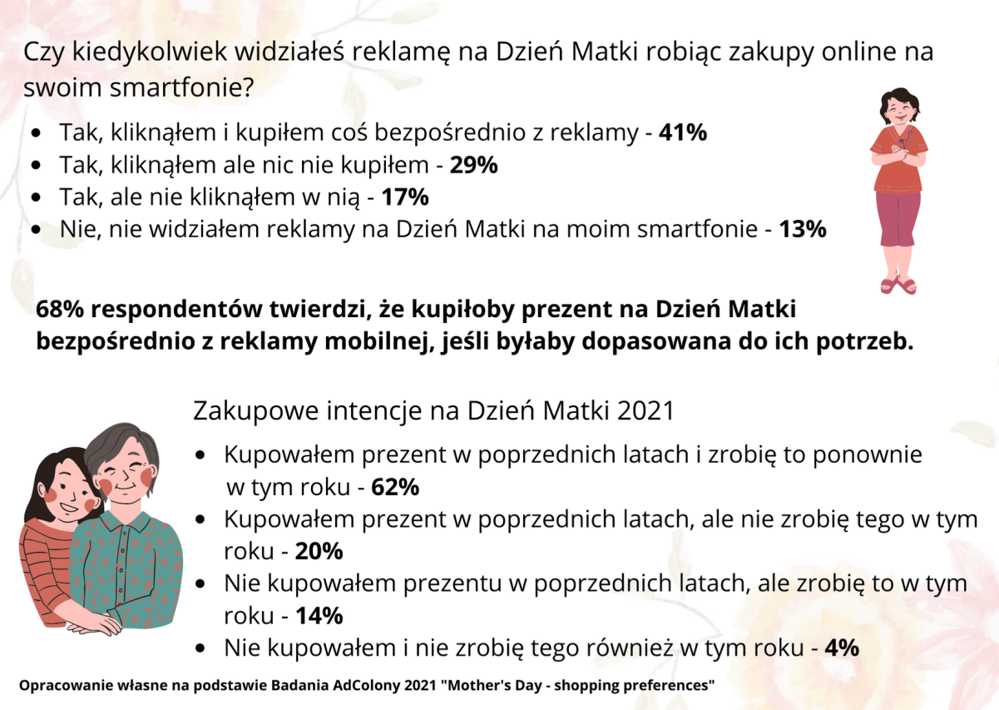 Czy kiedykolwiek widziałeś reklamę na Dzień Matki robiąc zakupy online na
swoim smartfonie?
• Tak, kliknąłem i kupiłem coś bezpośrednio z reklamy - 41%
• Tak, kliknąłem ale nic nie kupiłem - 29%
• Tak, ale nie kliknąłem w nią - 17%
• Nie, nie widziałem reklamy na Dzień Matki na moim smartfonie - 13%
68% respondentów twierdzi, że kupiłoby prezent na Dzień Matki
bezpośrednio z reklamy mobilnej, jeśli byłaby dopasowana do ich potrzeb.
Zakupowe intencje na Dzień Matki 2021
• Kupowałem prezent w poprzednich latach i zrobię to ponownie
w tym roku - 62%
• Kupowałem prezent w poprzednich latach, ale nie zrobię tego w tym
roku - 20%
• Nie kupowałem prezentu w poprzednich latach, ale zrobię to w tym
roku - 14%
• Nie kupowałem i nie zrobię tego również w tym roku - 4%
Opracowanie własne na podstawie Badania AdColony 2021 "Mother's Day - shopping preferences"